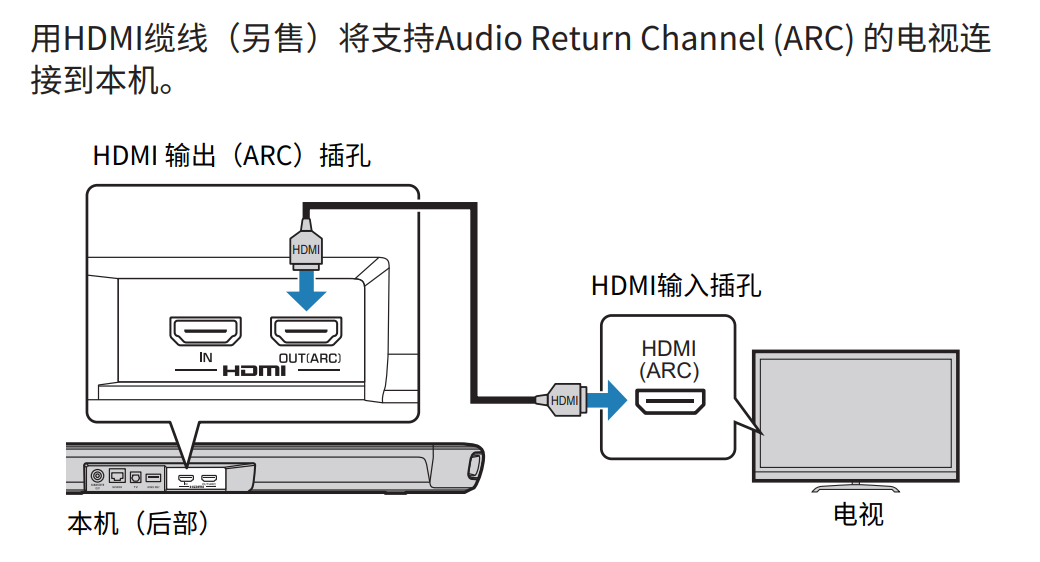 用HDMI缆线（另售）将支持Audio Return Channel (ARC) 的电视连
接到本机。
HDMI 输出（ARC）插孔
HDMI
IN
OUT(ARC)
HDMI
HDMI输入插孔
HDMI
(ARC)
HDMI
本机（后部）
电视